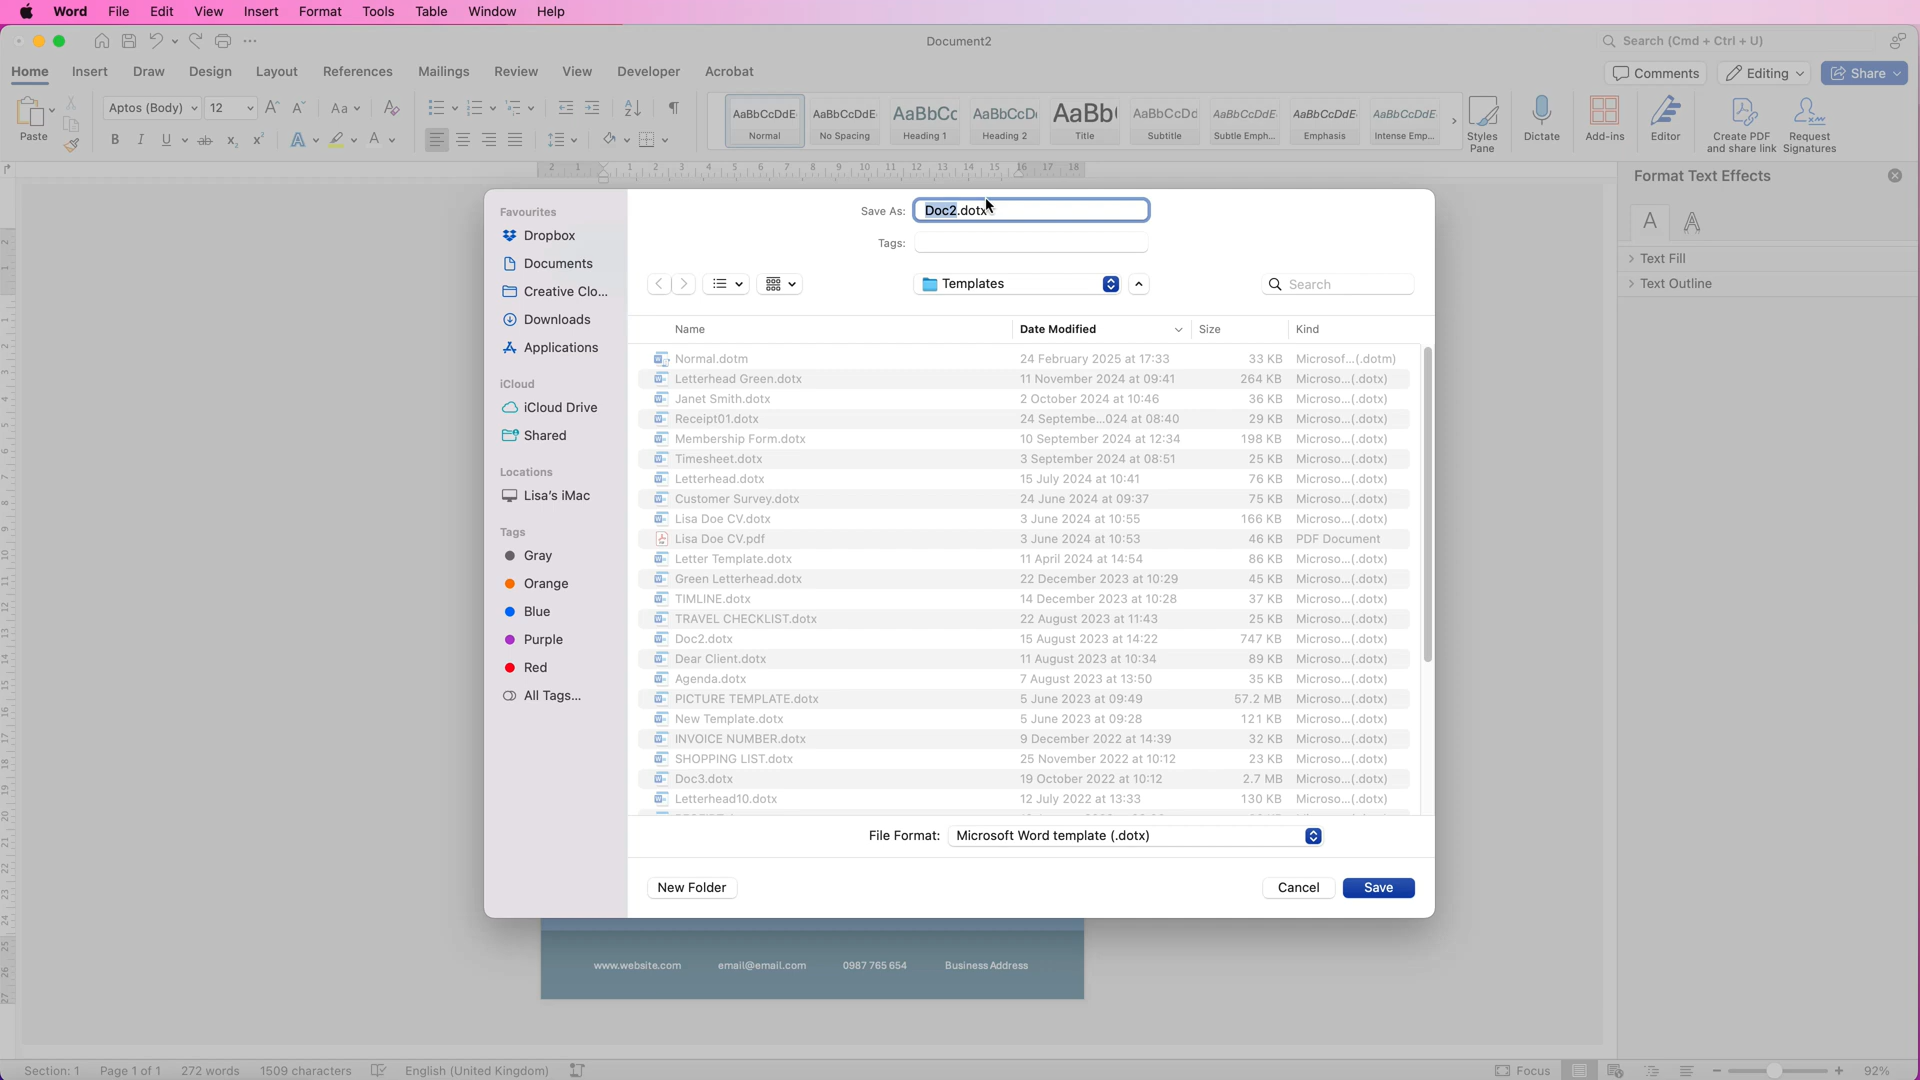 Word File Edit View Insert Format Tools Table Window Help
Document2
Search (Cmd + Ctrl + U)
Home Insert Draw Design Layout References Mailings Review View Developer Acrobat
Comments Editing Share
Paste
Aptos (Body) 12
AaBbCcDdE Normal
AaBbCcDdE No Spacing
AaBbCc Heading 1
AaBbCcD Heading 2
AaBb Title
AaBbCcDd Subtitle
AaBbCcDdE Subtle Emph...
AaBbCcDdE Emphasis
AaBbCcDdE Intense Emp...
Styles Pane
Dictate
Add-ins
Editor
Create PDF and share link
Request Signatures
2 1 1 2 3 4 5 6 7 8 9 10 11 12 13 14 15 16 17 18
Format Text Effects
Text Fill
Text Outline
Favourites
Dropbox
Documents
Creative Clo...
Downloads
Applications
iCloud
iCloud Drive
Shared
Locations
Lisa's iMac
Tags
Gray
Orange
Blue
Purple
Red
All Tags...
Save As: Doc2.dotx
Tags:
Templates
Search
Name Date Modified Size Kind
Normal.dotm 24 February 2025 at 17:33 33 KB Microsof...(.dotm)
Letterhead Green.dotx 11 November 2024 at 09:41 264 KB Microso...(.dotx)
Janet Smith.dotx 2 October 2024 at 10:46 36 KB Microso...(.dotx)
Receipt01.dotx 24 Septembe...024 at 08:40 29 KB Microso...(.dotx)
Membership Form.dotx 10 September 2024 at 12:34 198 KB Microso...(.dotx)
Timesheet.dotx 3 September 2024 at 08:51 25 KB Microso...(.dotx)
Letterhead.dotx 15 July 2024 at 10:41 76 KB Microso...(.dotx)
Customer Survey.dotx 24 June 2024 at 09:37 75 KB Microso...(.dotx)
Lisa Doe CV.dotx 3 June 2024 at 10:55 166 KB Microso...(.dotx)
Lisa Doe CV.pdf 3 June 2024 at 10:53 46 KB PDF Document
Letter Template.dotx 11 April 2024 at 14:54 86 KB Microso...(.dotx)
Green Letterhead.dotx 22 December 2023 at 10:29 45 KB Microso...(.dotx)
TIMLINE.dotx 14 December 2023 at 10:28 37 KB Microso...(.dotx)
TRAVEL CHECKLIST.dotx 22 August 2023 at 11:43 25 KB Microso...(.dotx)
Doc2.dotx 15 August 2023 at 14:22 747 KB Microso...(.dotx)
Dear Client.dotx 11 August 2023 at 10:34 89 KB Microso...(.dotx)
Agenda.dotx 7 August 2023 at 13:50 35 KB Microso...(.dotx)
PICTURE TEMPLATE.dotx 5 June 2023 at 09:49 57.2 MB Microso...(.dotx)
New Template.dotx 5 June 2023 at 09:28 121 KB Microso...(.dotx)
INVOICE NUMBER.dotx 9 December 2022 at 14:39 32 KB Microso...(.dotx)
SHOPPING LIST.dotx 25 November 2022 at 10:12 23 KB Microso...(.dotx)
Doc3.dotx 19 October 2022 at 10:12 2.7 MB Microso...(.dotx)
Letterhead10.dotx 12 July 2022 at 13:33 130 KB Microso...(.dotx)
File Format: Microsoft Word template (.dotx)
New Folder Cancel Save
www.website.com email@email.com 0987 765 654 Business Address
Section: 1 Page 1 of 1 272 words 1509 characters English (United Kingdom) Focus 92%